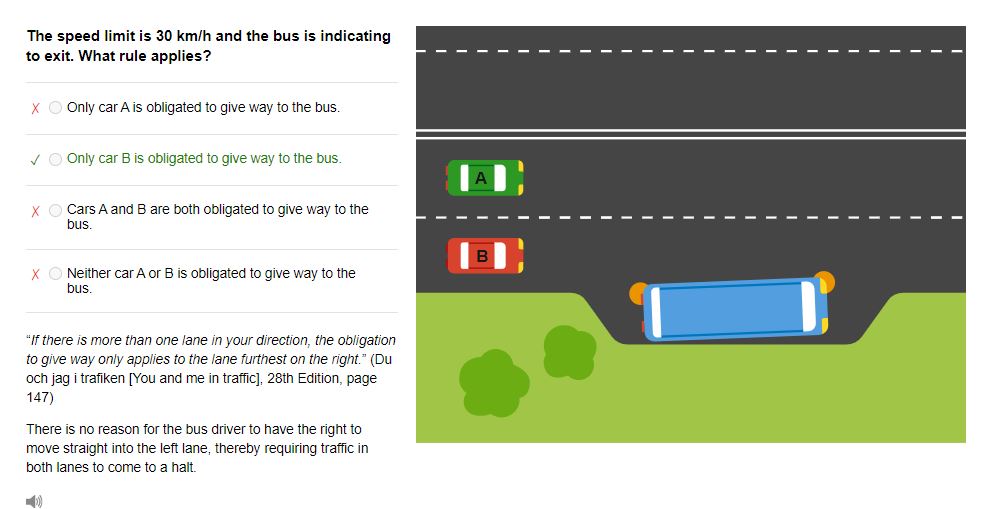 The speed limit is 30 km/h and the bus is indicating
to exit. What rule applies?
Only car A is obligated to give way to the bus.
Only car B is obligated to give way to the bus.
Cars A and B are both obligated to give way to the
bus.
Neither car A or B is obligated to give way to the
bus.
"If there is more than one lane in your direction, the obligation
to give way only applies to the lane furthest on the right." (Du
och jag i trafiken [You and me in traffic], 28th Edition, page
147)
There is no reason for the bus driver to have the right to
move straight into the left lane, thereby requiring traffic in
both lanes to come to a halt.
A
B